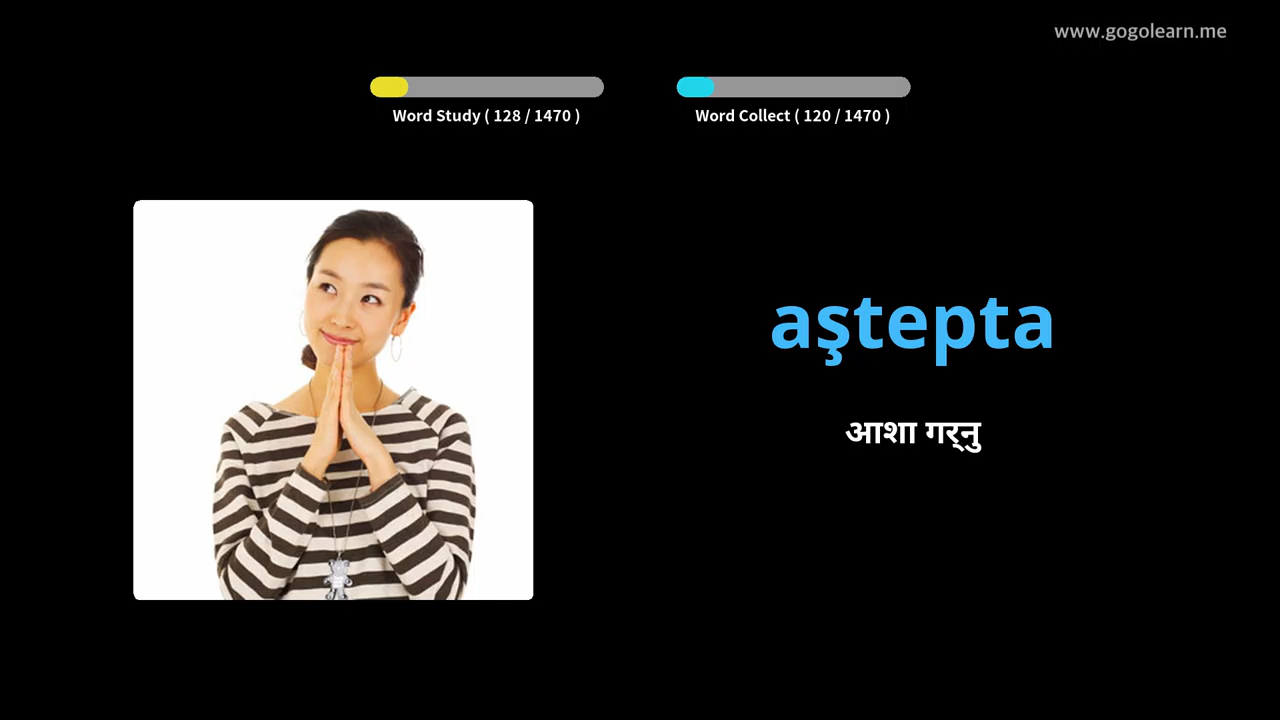 www.gogolearn.me
Word Study ( 128 / 1470 )
Word Collect ( 120 / 1470 )
aştepta
आशा गर्‍नु